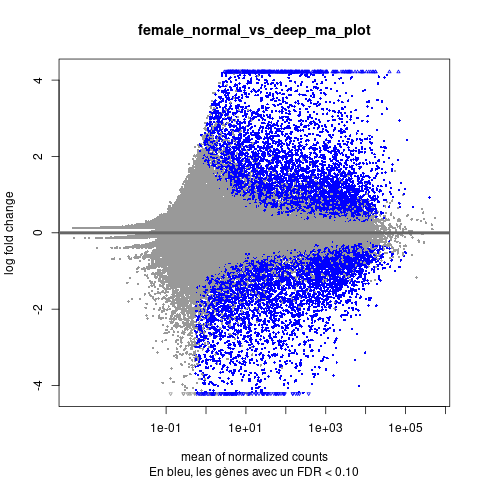 female_normal_vs_deep_ma_plot
log fold change
4
2
0
-2
-4
1e-01
1e+01
1e+03
1e+05
mean of normalized counts
En bleu, les gènes avec un FDR < 0.10